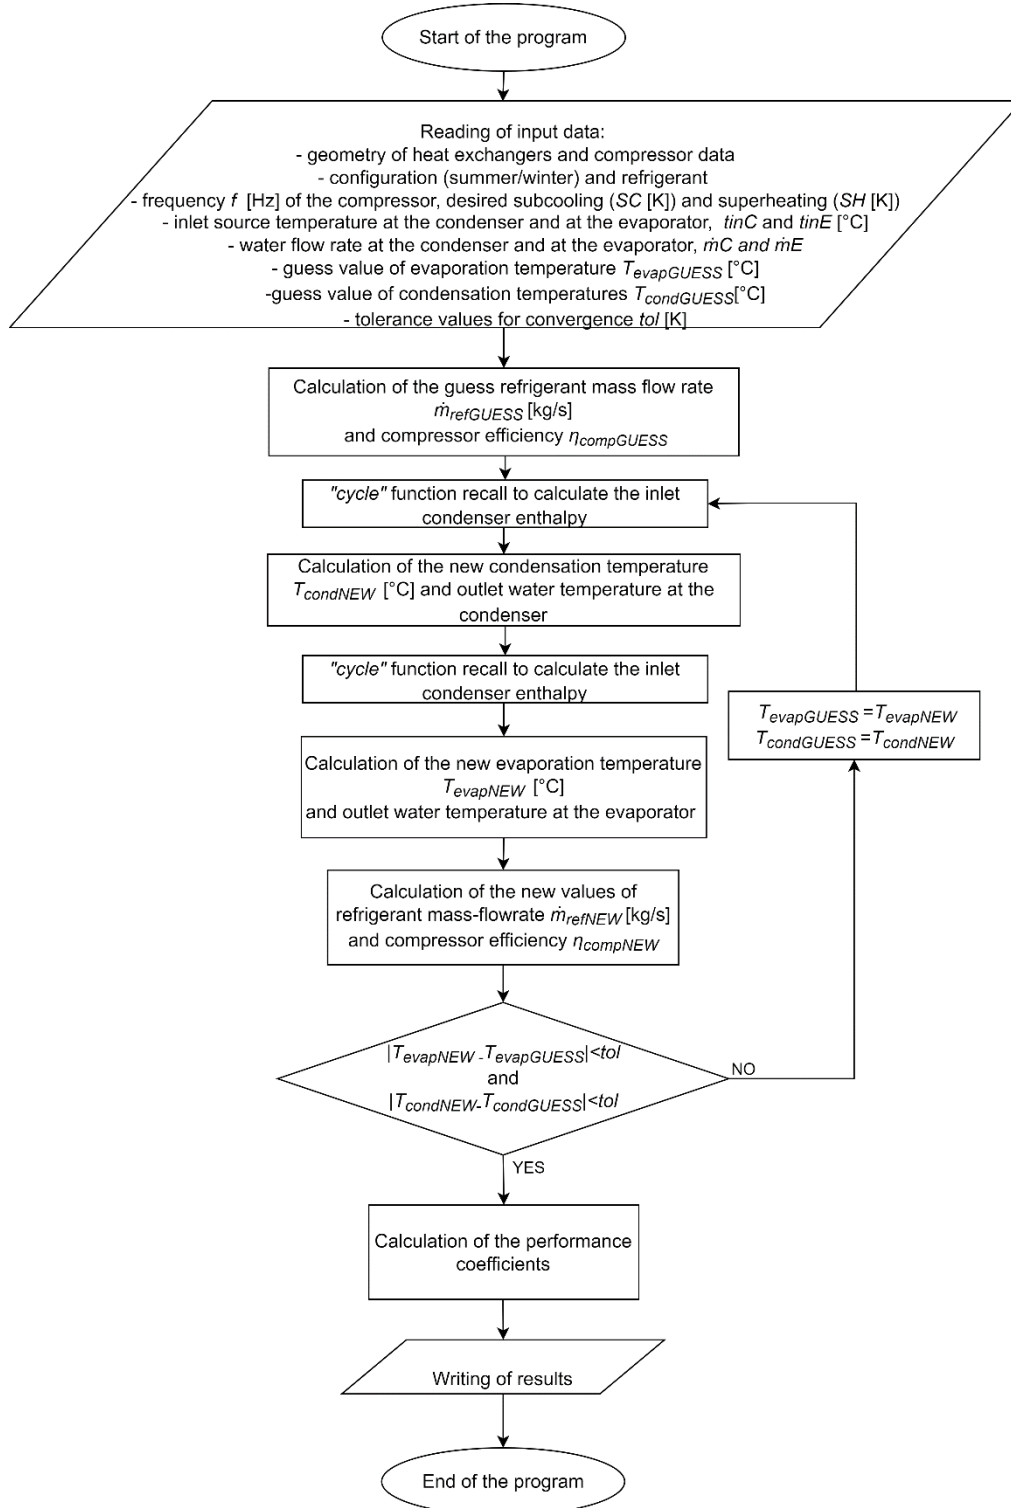 Start of the program
Reading of input data:
- geometry of heat exchangers and compressor data
- configuration (summer/winter) and refrigerant
- frequency f [Hz] of the compressor, desired subcooling (SC [K]) and superheating (SH [K])
- inlet source temperature at the condenser and at the evaporator, tinC and tinE [°C]
- water flow rate at the condenser and at the evaporator, ṁC and ṁE
- guess value of evaporation temperature TevapGUESS [°C]
-guess value of condensation temperatures TcondGUESS[°C]
- tolerance values for convergence tol [K]
Calculation of the guess refrigerant mass flow rate
ṁrefGUESS [kg/s]
and compressor efficiency ηcompGUESS
"cycle" function recall to calculate the inlet
condenser enthalpy
Calculation of the new condensation temperature
TcondNEW [°C] and outlet water temperature at the
condenser
"cycle" function recall to calculate the inlet
condenser enthalpy
TevapGUESS =TevapNEW
TcondGUESS =TcondNEW
Calculation of the new evaporation temperature
TevapNEW [°C]
and outlet water temperature at the evaporator
Calculation of the new values of
refrigerant mass-flowrate ṁrefNEW [kg/s]
and compressor efficiency ηcompNEW
|TevapNEW -TevapGUESS|<tol
and
|TcondNEW-TcondGUESS|<tol
NO
YES
Calculation of the performance
coefficients
Writing of results
End of the program